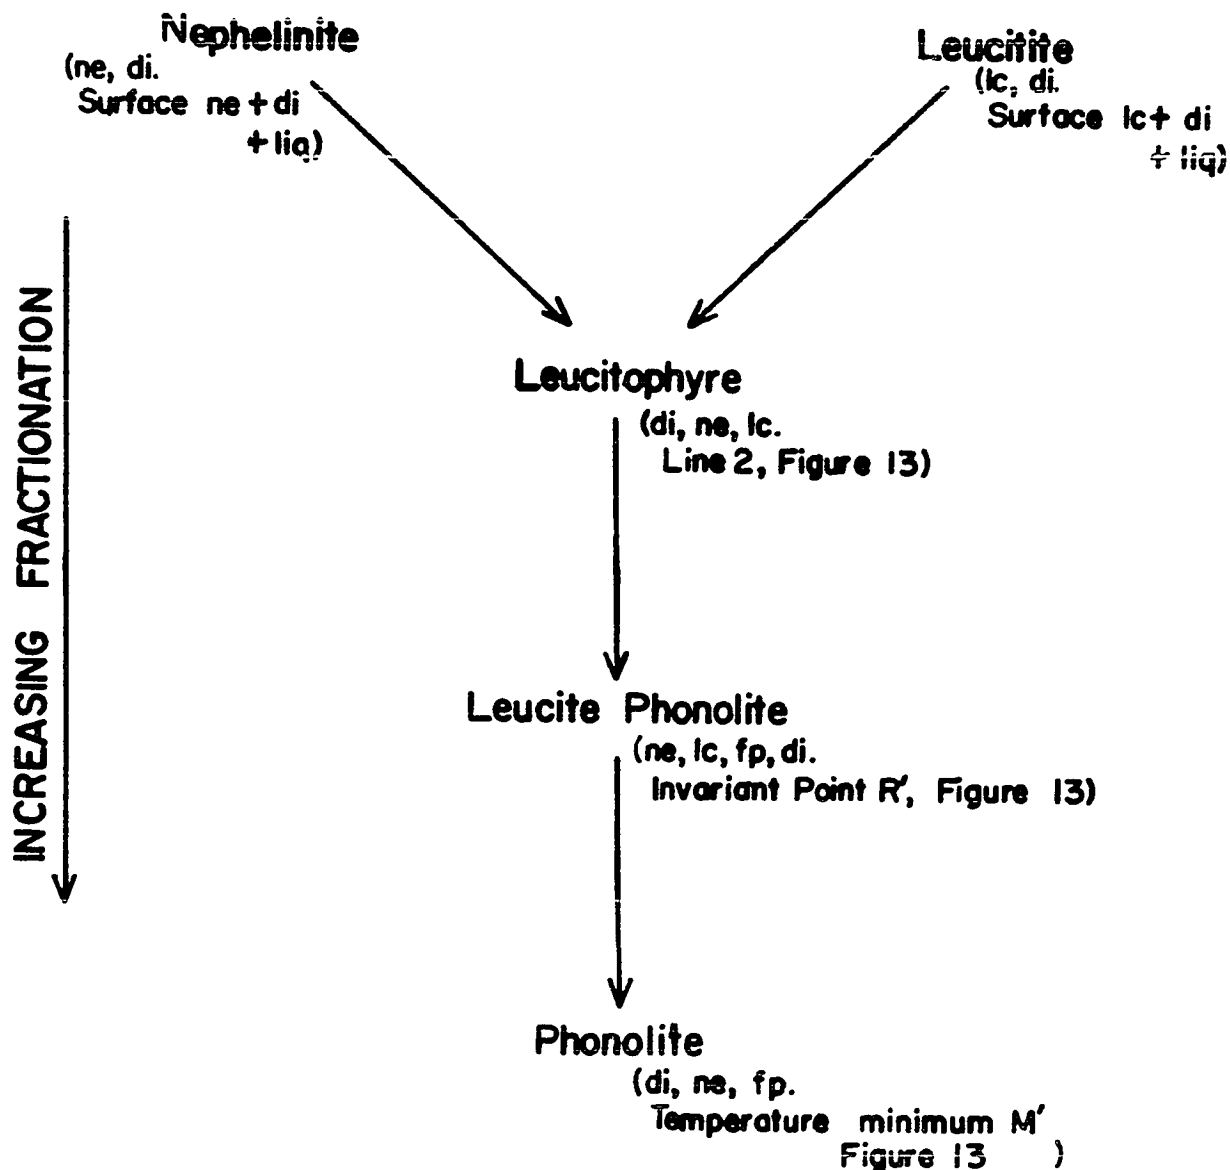 Nephelinite
(ne, di.
Surface ne + di
+ liq)
Leucitite
(lc, di.
Surface lc + di
+ liq)
INCREASING FRACTIONATION
Leucitophyre
(di, ne, lc.
Line 2, Figure 13)
Leucite Phonolite
(ne, lc, fp, di.
Invariant Point R′, Figure 13)
Phonolite
(di, ne, fp.
Temperature minimum M′
Figure 13 )